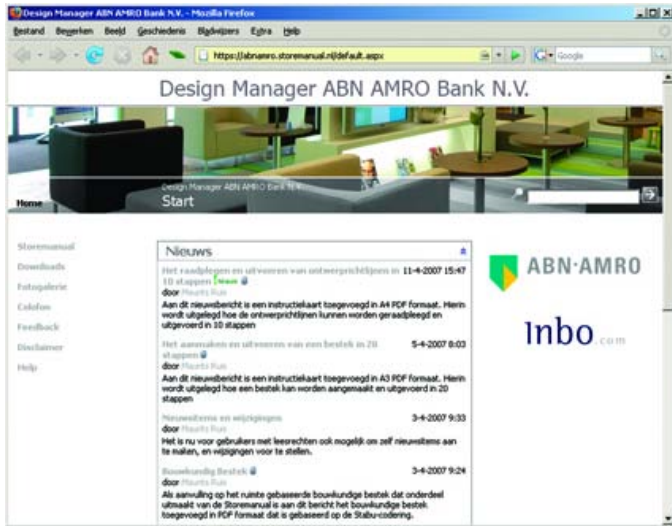 Design Manager ABN AMRO Bank N.V. - Mozilla Firefox
Bestand Bewerken Beeld Geschiedenis Bladwijzers Extra Help
https://abnamro.storemanual.nl/default.aspx
Google
Design Manager ABN AMRO Bank N.V.
Design Manager ABN AMRO Bank N.V.
Home
Start
Storemanual
Downloads
Fotogalerie
Colofon
Feedback
Disclaimer
Help
Nieuws
Het raadplegen en uitvoeren van ontwerprichtlijnen in 11-4-2007 15:47
10 stappen Nieuw
door Maurits Ruis
Aan dit nieuwsbericht is een instructiekaart toegevoegd in A4 PDF formaat. Hierin
wordt uitgelegd hoe de ontwerprichtlijnen kunnen worden geraadpleegd en
uitgevoerd in 10 stappen
Het aanmaken en uitvoeren van een bestek in 20 5-4-2007 8:03
stappen
door Maurits Ruis
Aan dit nieuwsbericht is een instructiekaart toegevoegd in A3 PDF formaat. Hierin
wordt uitgelegd hoe een bestek kan worden aangemaakt en uitgevoerd in 20
stappen
Nieuwsitems en wijzigingen 3-4-2007 9:33
door Maurits Ruis
Het is nu voor gebruikers met leesrechten ook mogelijk om zelf nieuwsitems aan
te maken, en wijzigingen voor te stellen.
Bouwkundig Bestek 3-4-2007 9:24
door Maurits Ruis
Als aanvulling op het ruimte gebaseerde bouwkundige bestek dat onderdeel
uitmaakt van de Storemanual is aan dit bericht het bouwkundige bestek
toegevoegd in PDF formaat dat is gebaseerd op de Stabu-codering.
ABN·AMRO
Inbo.com